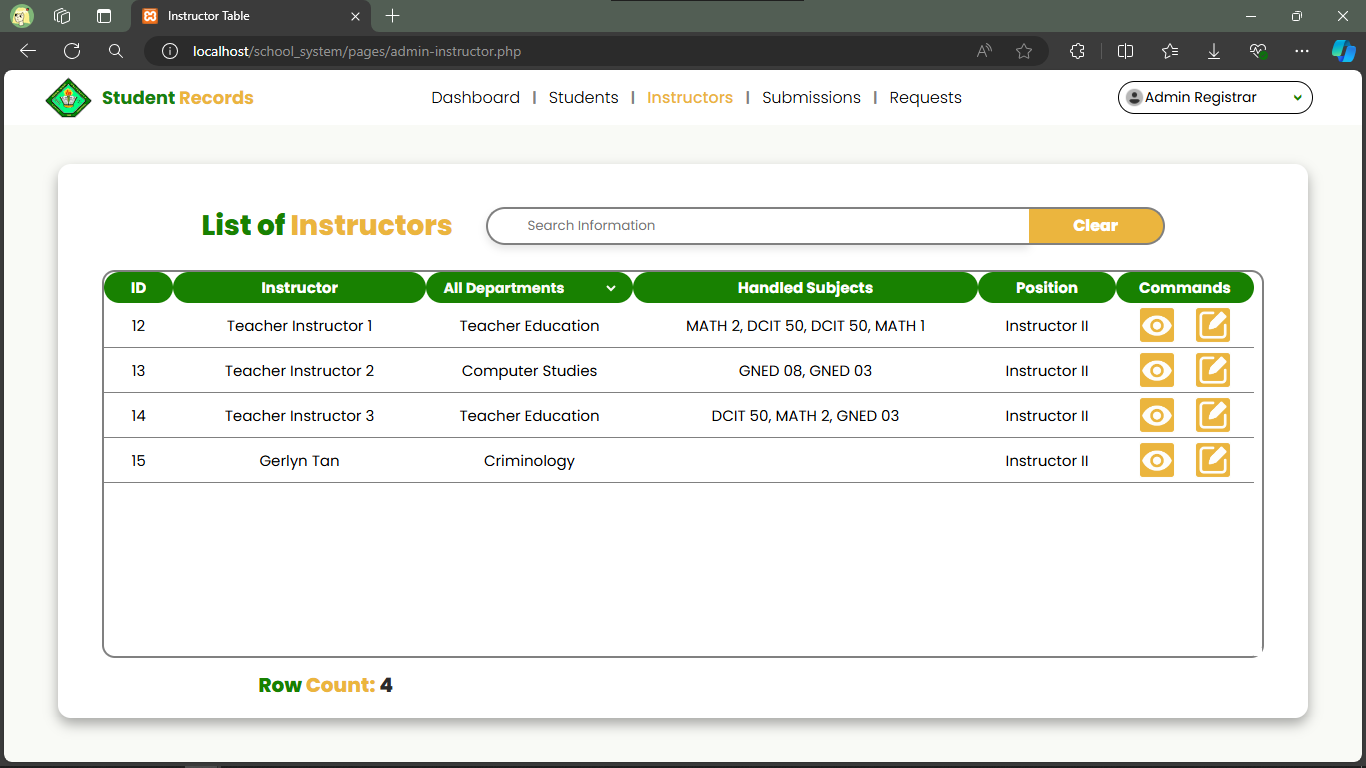 Instructor Table
localhost/school_system/pages/admin-instructor.php
Student Records Dashboard | Students | Instructors | Submissions | Requests Admin Registrar
List of Instructors Search Information Clear
ID Instructor All Departments Handled Subjects Position Commands
12 Teacher Instructor 1 Teacher Education MATH 2, DCIT 50, DCIT 50, MATH 1 Instructor II
13 Teacher Instructor 2 Computer Studies GNED 08, GNED 03 Instructor II
14 Teacher Instructor 3 Teacher Education DCIT 50, MATH 2, GNED 03 Instructor II
15 Gerlyn Tan Criminology Instructor II
Row Count: 4